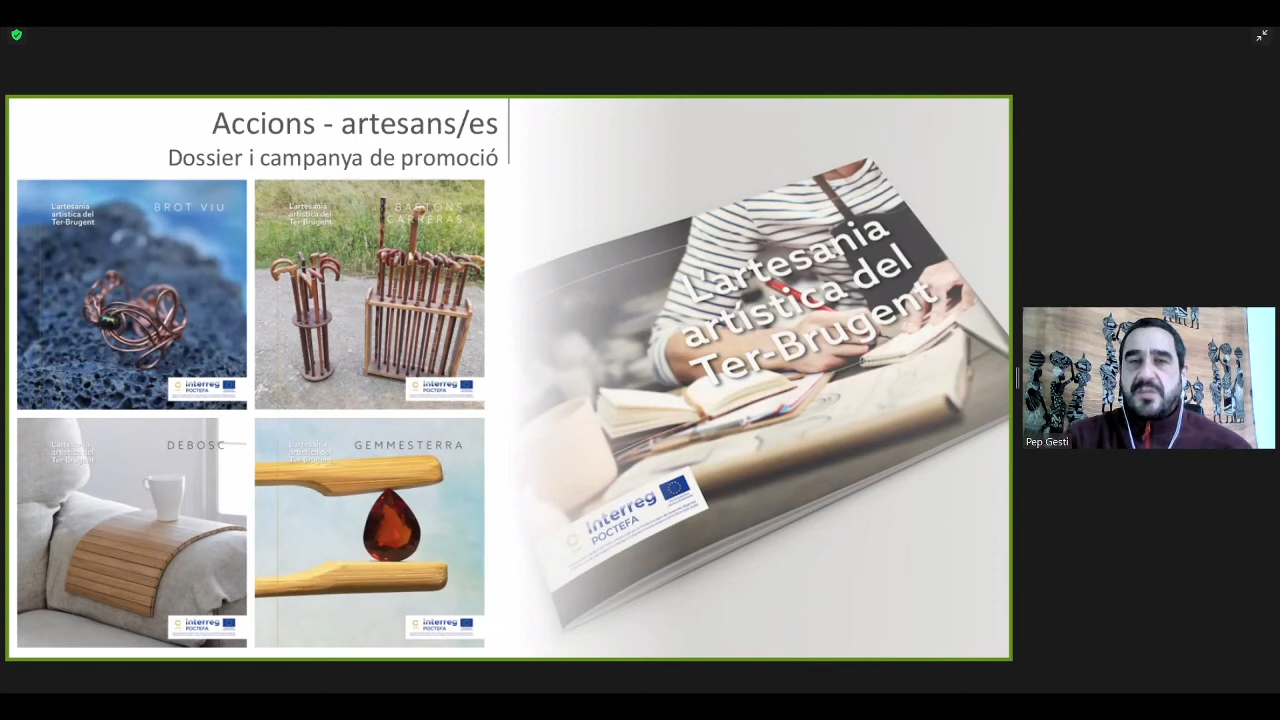 Accions - artesans/es
Dossier i campanya de promoció
L'artesania
artística del
Ter-Brugent
BROT VIU
Interreg
POCTEFA
L'artesania
artística del
Ter-Brugent
BASTONS
CARRERAS
Interreg
POCTEFA
L'artesania
artística del
Ter-Brugent
DEBOSC
Interreg
POCTEFA
L'artesania
artística del
Ter-Brugent
GEMMESTERRA
Interreg
POCTEFA
L'artesania
artística del
Ter-Brugent
Interreg
POCTEFA
Pep Gesti